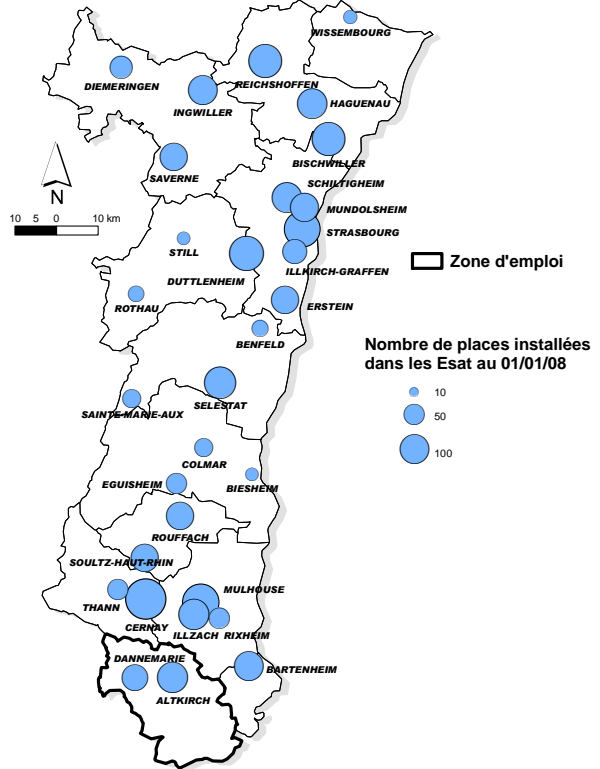 WISSEMBOURG
DIEMERINGEN
REICHSHOFFEN
INGWILLER
HAGUENAU
BISCHWILLER
SAVERNE
SCHILTIGHEIM
N
MUNDOLSHEIM
10 5 0 10 km
STRASBOURG
STILL
Zone d'emploi
ILLKIRCH-GRAFFEN
DUTTLENHEIM
ROTHAU
ERSTEIN
BENFELD
Nombre de places installées
dans les Esat au 01/01/08
10
50
100
SELESTAT
SAINTE-MARIE-AUX
COLMAR
EGUISHEIM
BIESHEIM
ROUFFACH
SOULTZ-HAUT-RHIN
MULHOUSE
THANN
CERNAY
ILLZACH
RIXHEIM
DANNEMARIE
BARTENHEIM
ALTKIRCH